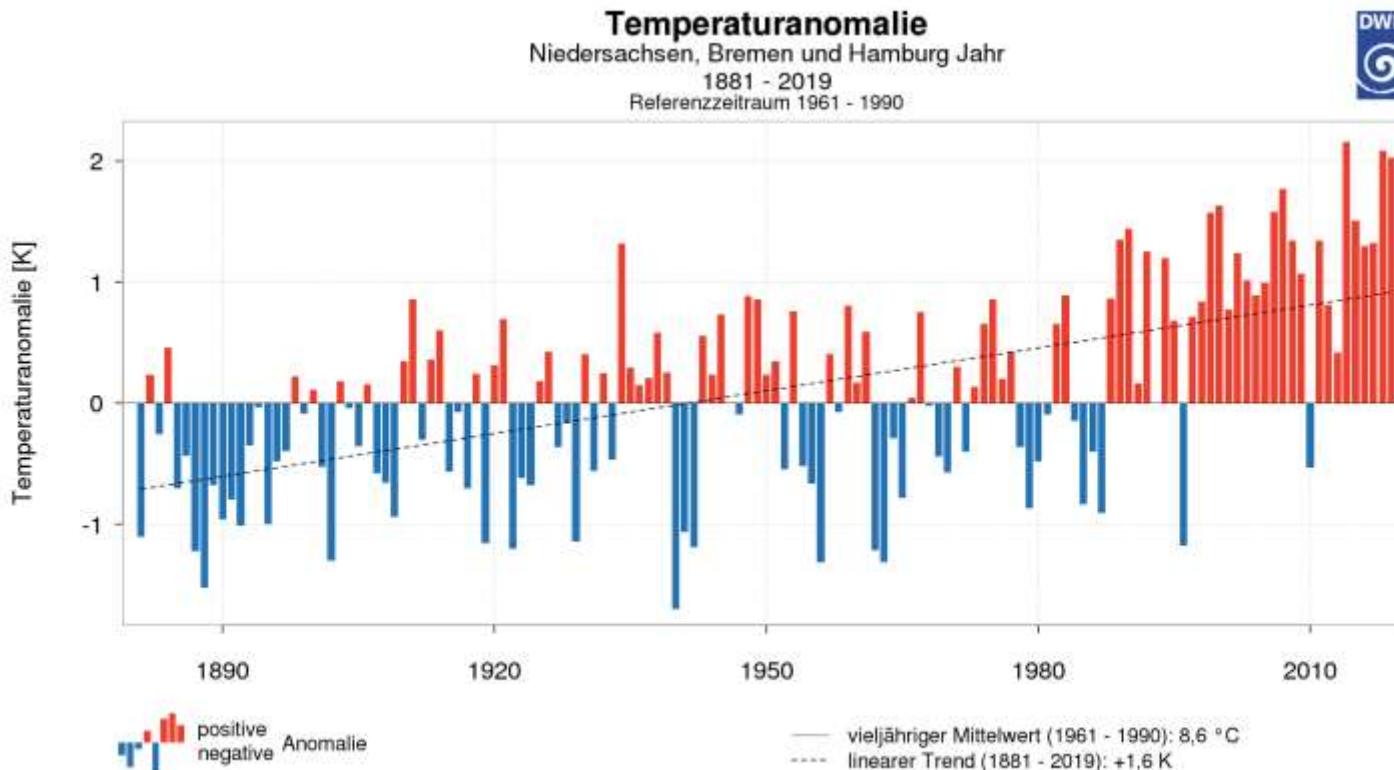 Temperaturanomalie
Niedersachsen, Bremen und Hamburg Jahr
1881 - 2019
Referenzzeitraum 1961 - 1990
DW
Temperaturanomalie [K]
2
1
0
-1
1890
1920
1950
1980
2010
positive
negative
Anomalie
vieljähriger Mittelwert (1961 - 1990): 8,6 °C
linearer Trend (1881 - 2019): +1,6 K